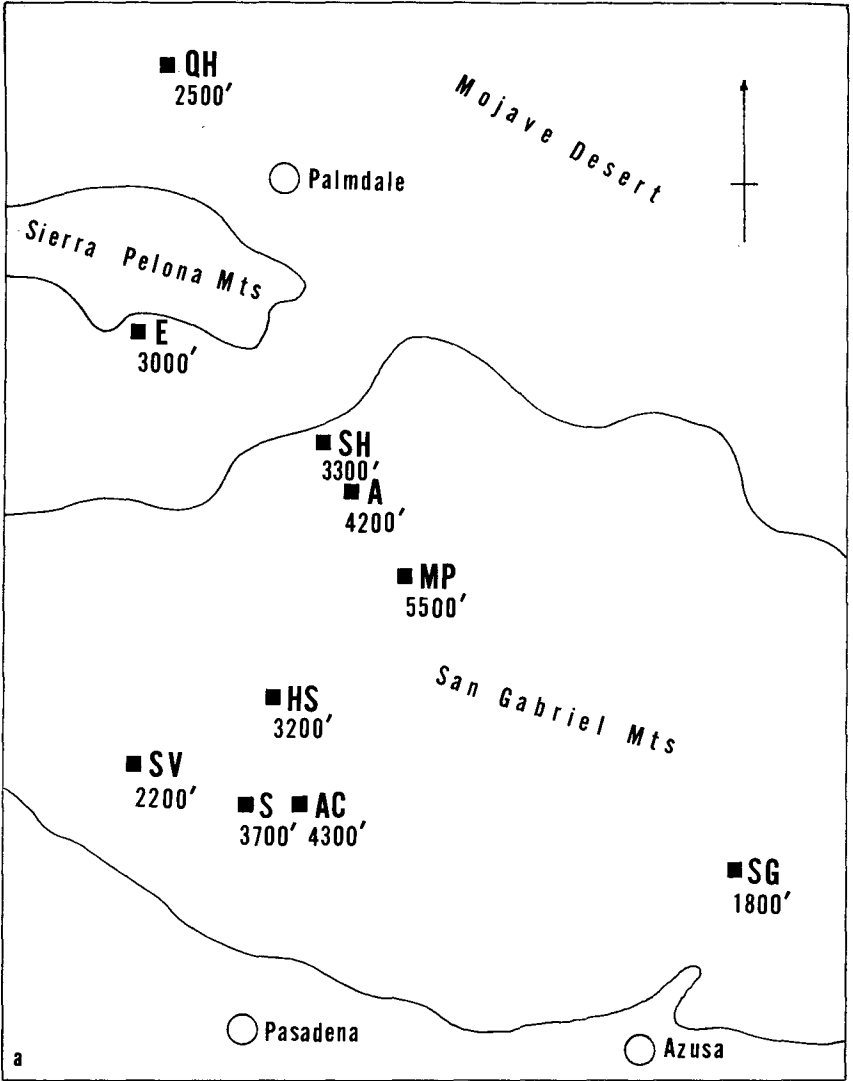 QH
2500′
Mojave Desert
Palmdale
Sierra Pelona Mts
E
3000′
SH
3300′
A
4200′
MP
5500′
San Gabriel Mts
HS
3200′
SV
2200′
S
3700′
AC
4300′
SG
1800′
Pasadena
Azusa
a